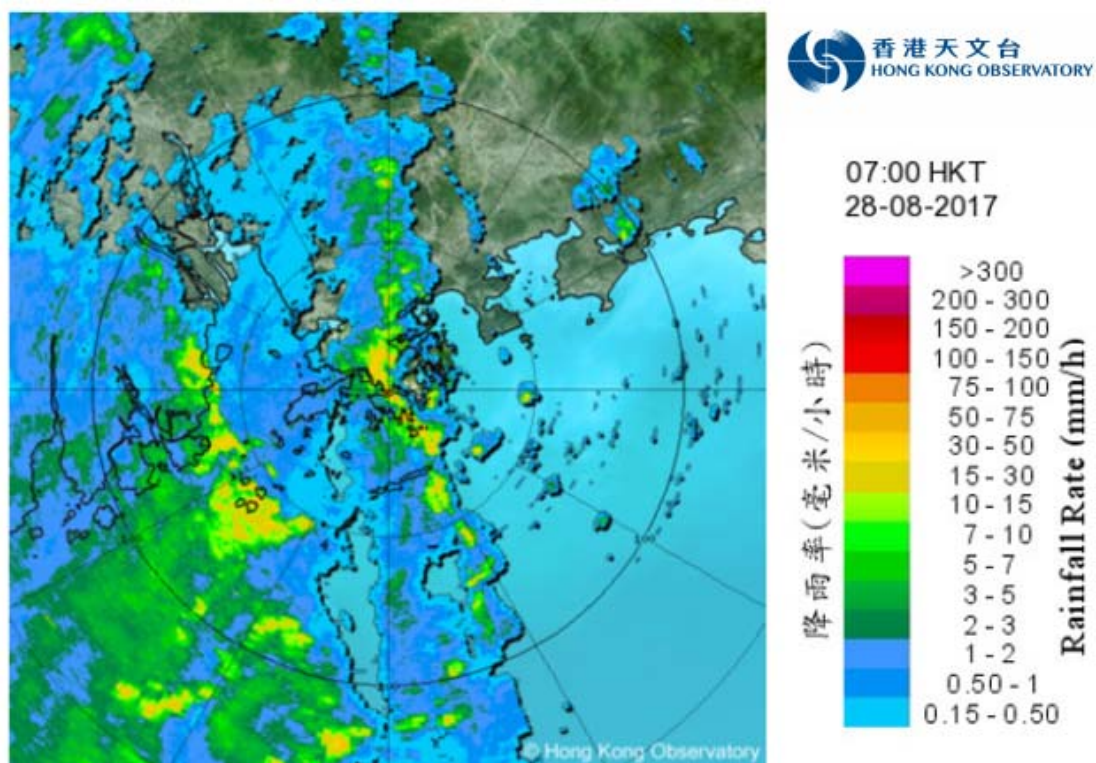 香港天文台
HONG KONG OBSERVATORY
07:00 HKT
28-08-2017
降雨率(毫米/小時)
>300
200 - 300
150 - 200
100 - 150
75 - 100
50 - 75
30 - 50
15 - 30
10 - 15
7 - 10
5 - 7
3 - 5
2 - 3
1 - 2
0.50 - 1
0.15 - 0.50
Rainfall Rate (mm/h)
© Hong Kong Observatory